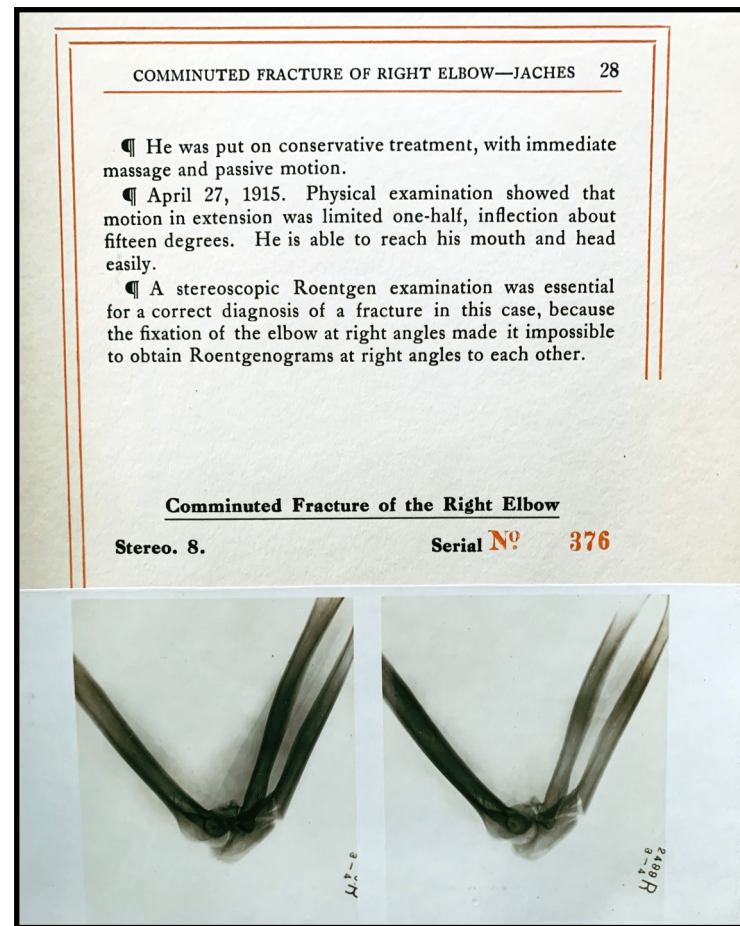 COMMINUTED FRACTURE OF RIGHT ELBOW—JACHES 28
¶ He was put on conservative treatment, with immediate
massage and passive motion.
¶ April 27, 1915. Physical examination showed that
motion in extension was limited one-half, inflection about
fifteen degrees. He is able to reach his mouth and head
easily.
¶ A stereoscopic Roentgen examination was essential
for a correct diagnosis of a fracture in this case, because
the fixation of the elbow at right angles made it impossible
to obtain Roentgenograms at right angles to each other.
Comminuted Fracture of the Right Elbow
Stereo. 8. Serial Nº 376
2488R